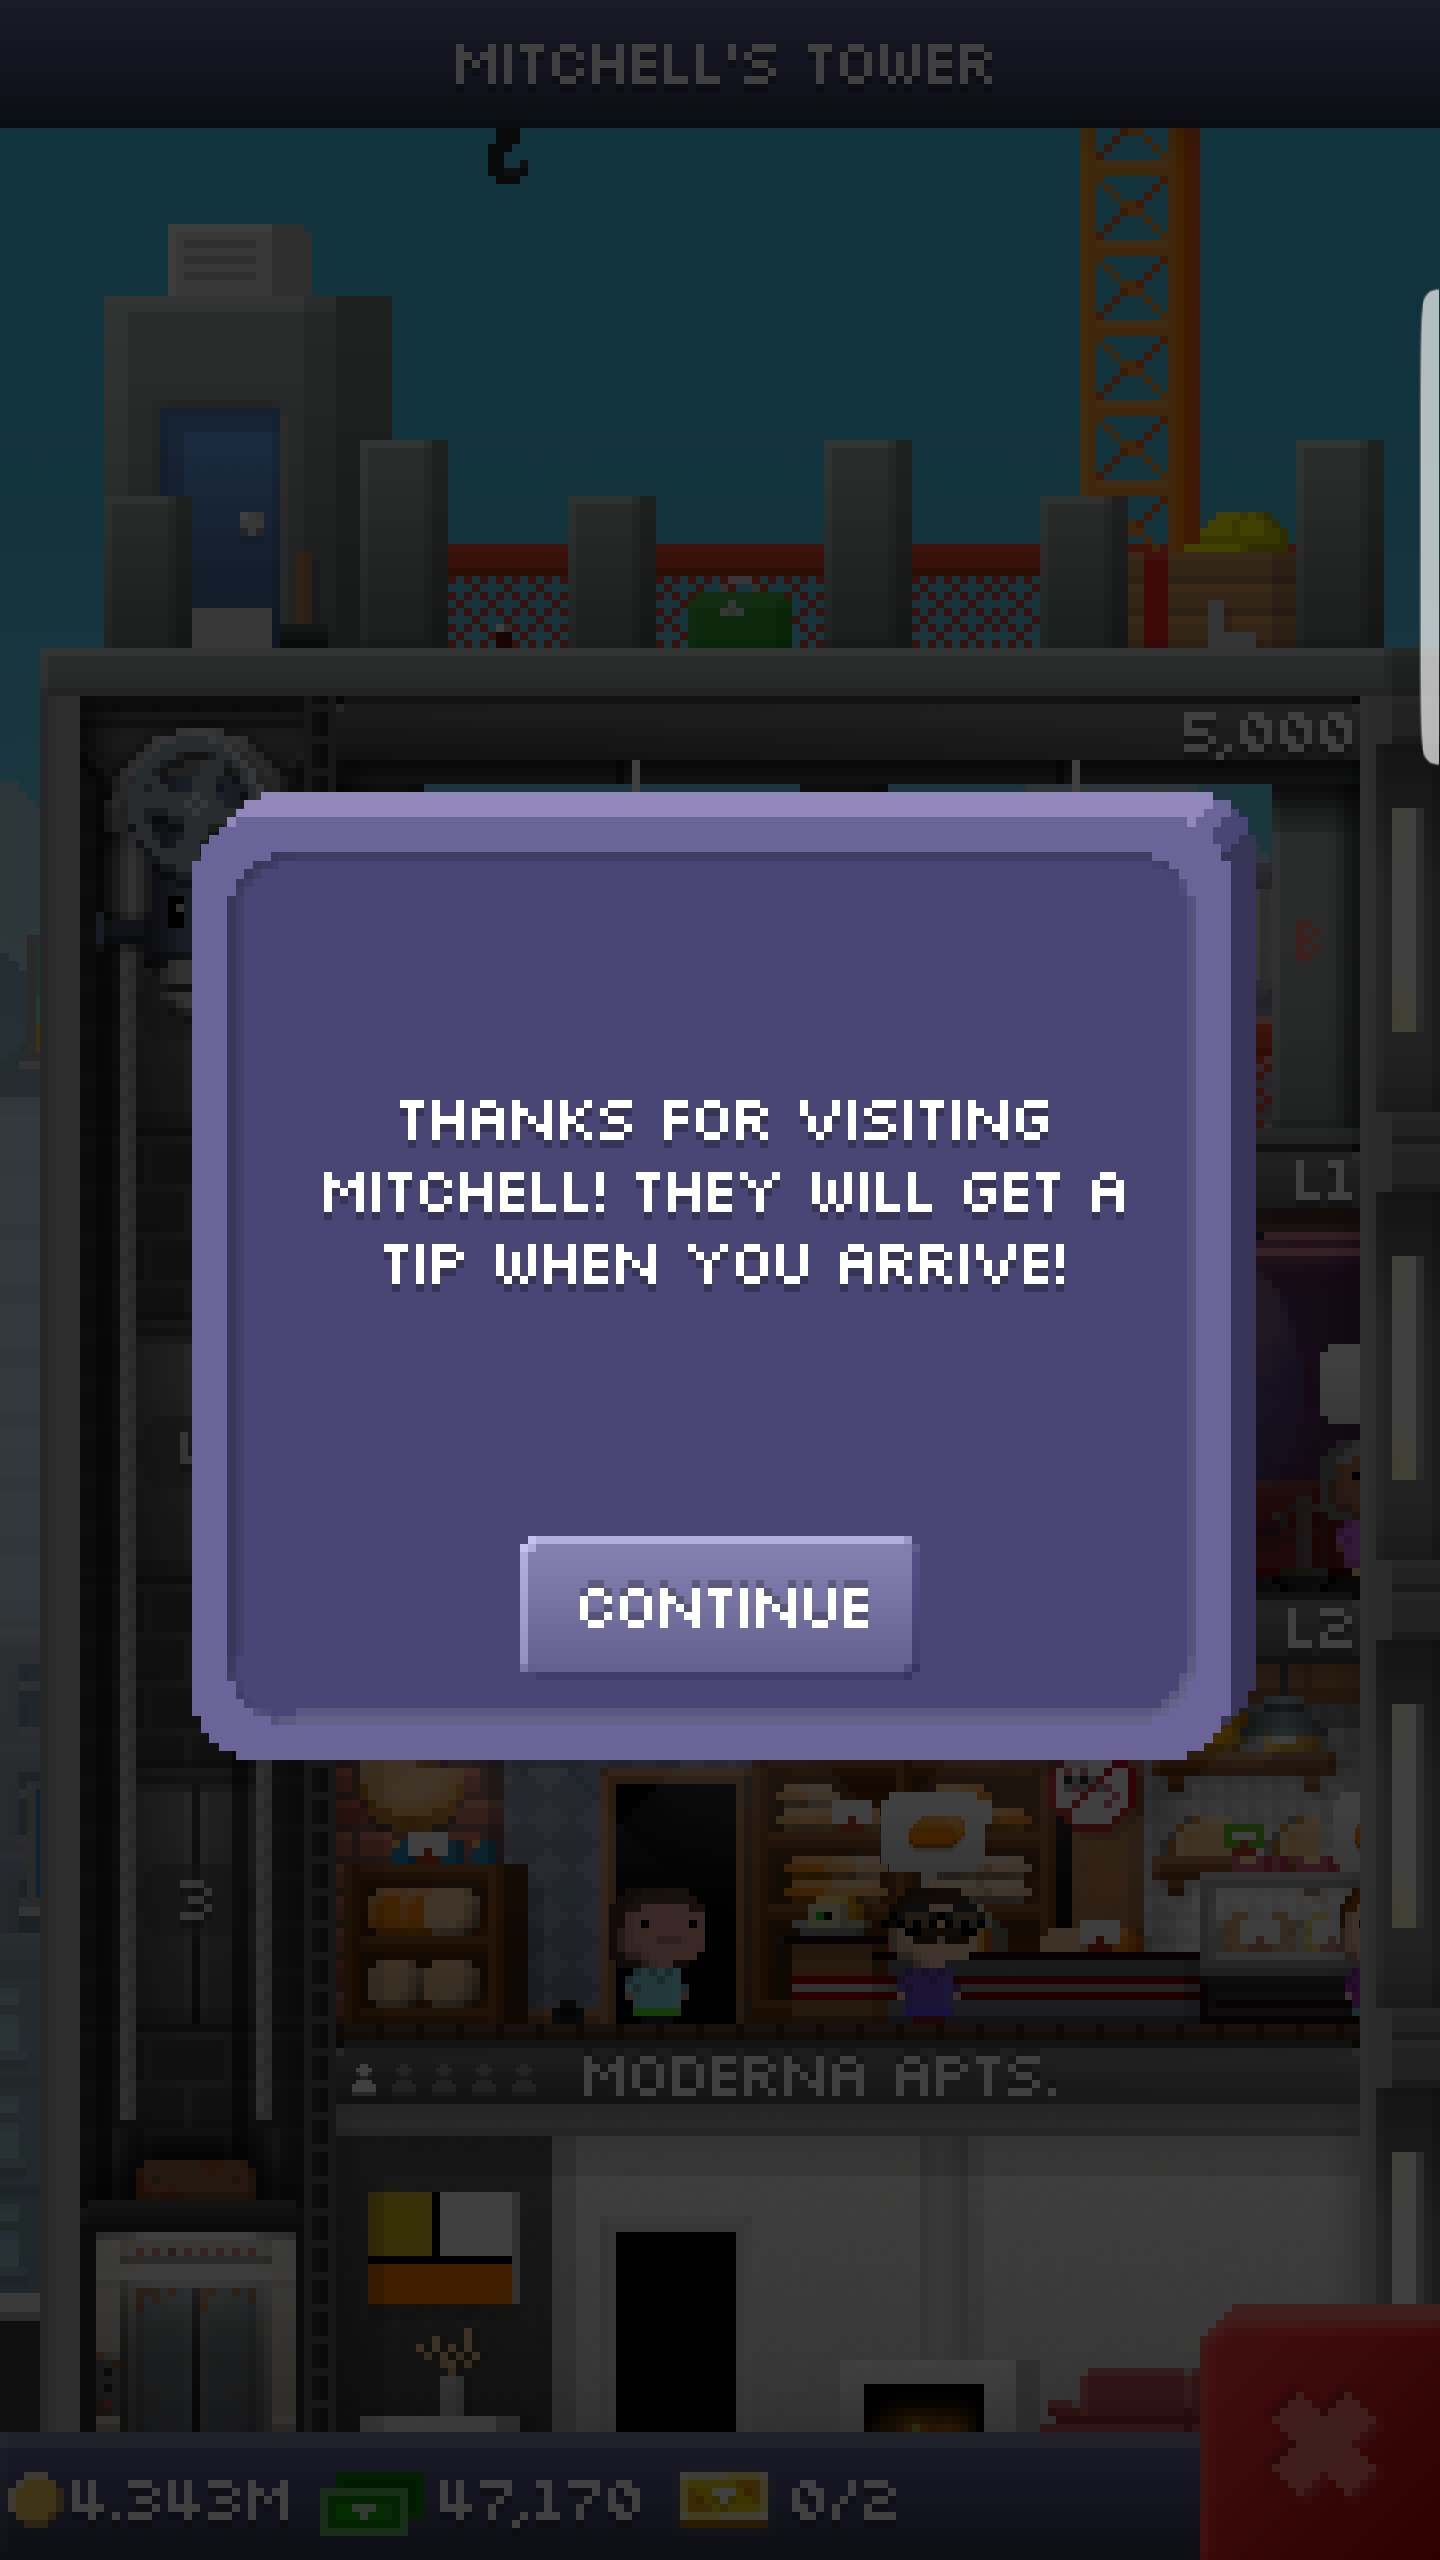 MITCHELL'S TOWER
5,000
B
L1
THANKS FOR VISITING
MITCHELL! THEY WILL GET A
TIP WHEN YOU ARRIVE!
CONTINUE
L2
3
MODERNA APTS.
4.343M 47,170 0/2